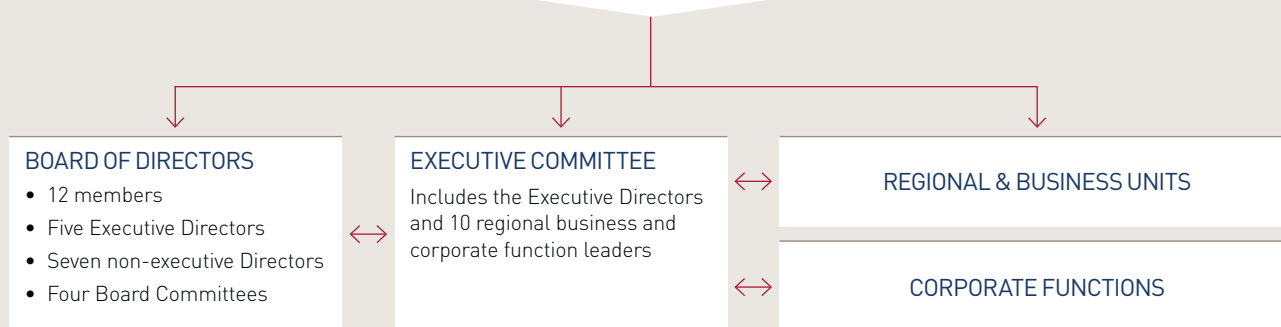 BOARD OF DIRECTORS
• 12 members
• Five Executive Directors
• Seven non-executive Directors
• Four Board Committees
EXECUTIVE COMMITTEE
Includes the Executive Directors
and 10 regional business and
corporate function leaders
REGIONAL & BUSINESS UNITS
CORPORATE FUNCTIONS